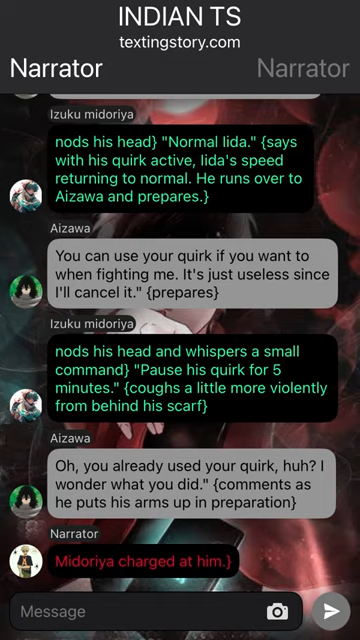 INDIAN TS
textingstory.com
Narrator
Narrator
Izuku midoriya
nods his head} "Normal Iida." {says
with his quirk active, Iida's speed
returning to normal. He runs over to
Aizawa and prepares.}
Aizawa
You can use your quirk if you want to
when fighting me. It's just useless since
I'll cancel it." {prepares}
Izuku midoriya
nods his head and whispers a small
command} "Pause his quirk for 5
minutes." {coughs a little more violently
from behind his scarf}
Aizawa
Oh, you already used your quirk, huh? I
wonder what you did." {comments as
he puts his arms up in preparation}
Narrator
Midoriya charged at him.}
Message